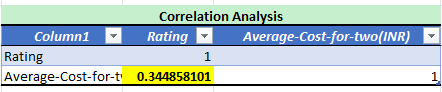 Correlation Analysis
Column1 Rating Average-Cost-for-two(INR)
Rating 1
Average-Cost-for-tw 0.344858101 1